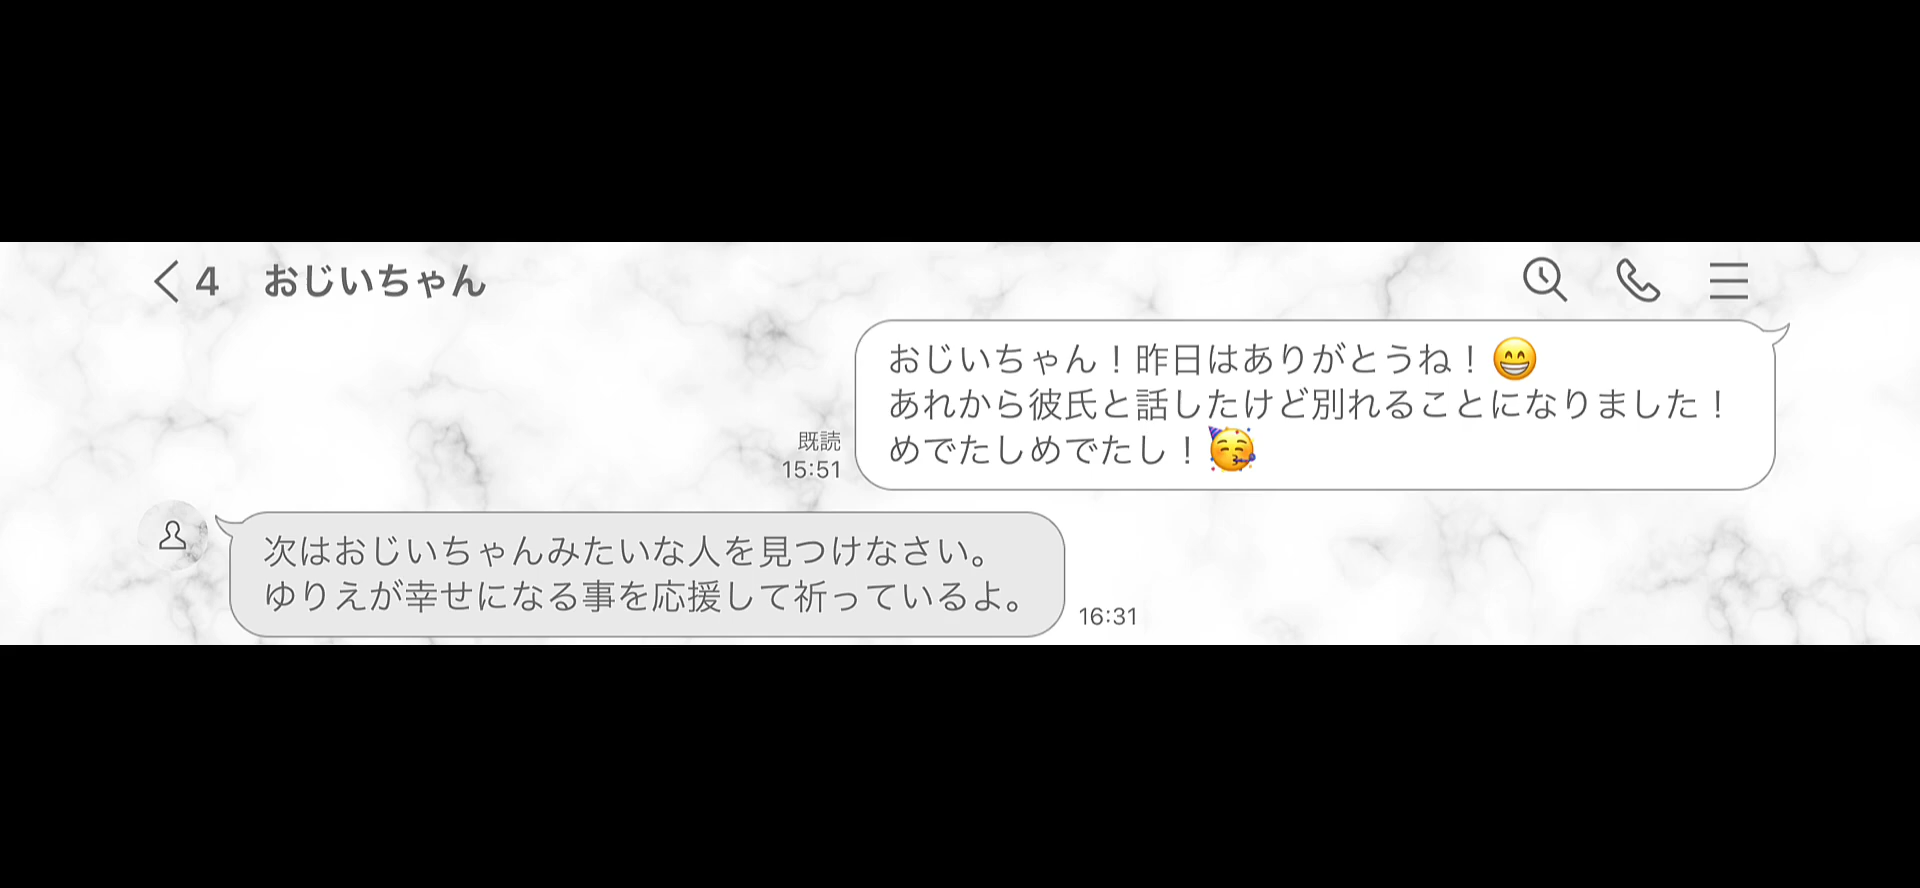 4 おじいちゃん
おじいちゃん！昨日はありがとうね！😁
あれから彼氏と話したけど別れることになりました！
めでたしめでたし！🥳
既読
15:51
次はおじいちゃんみたいな人を見つけなさい。
ゆりえが幸せになる事を応援して祈っているよ。
16:31